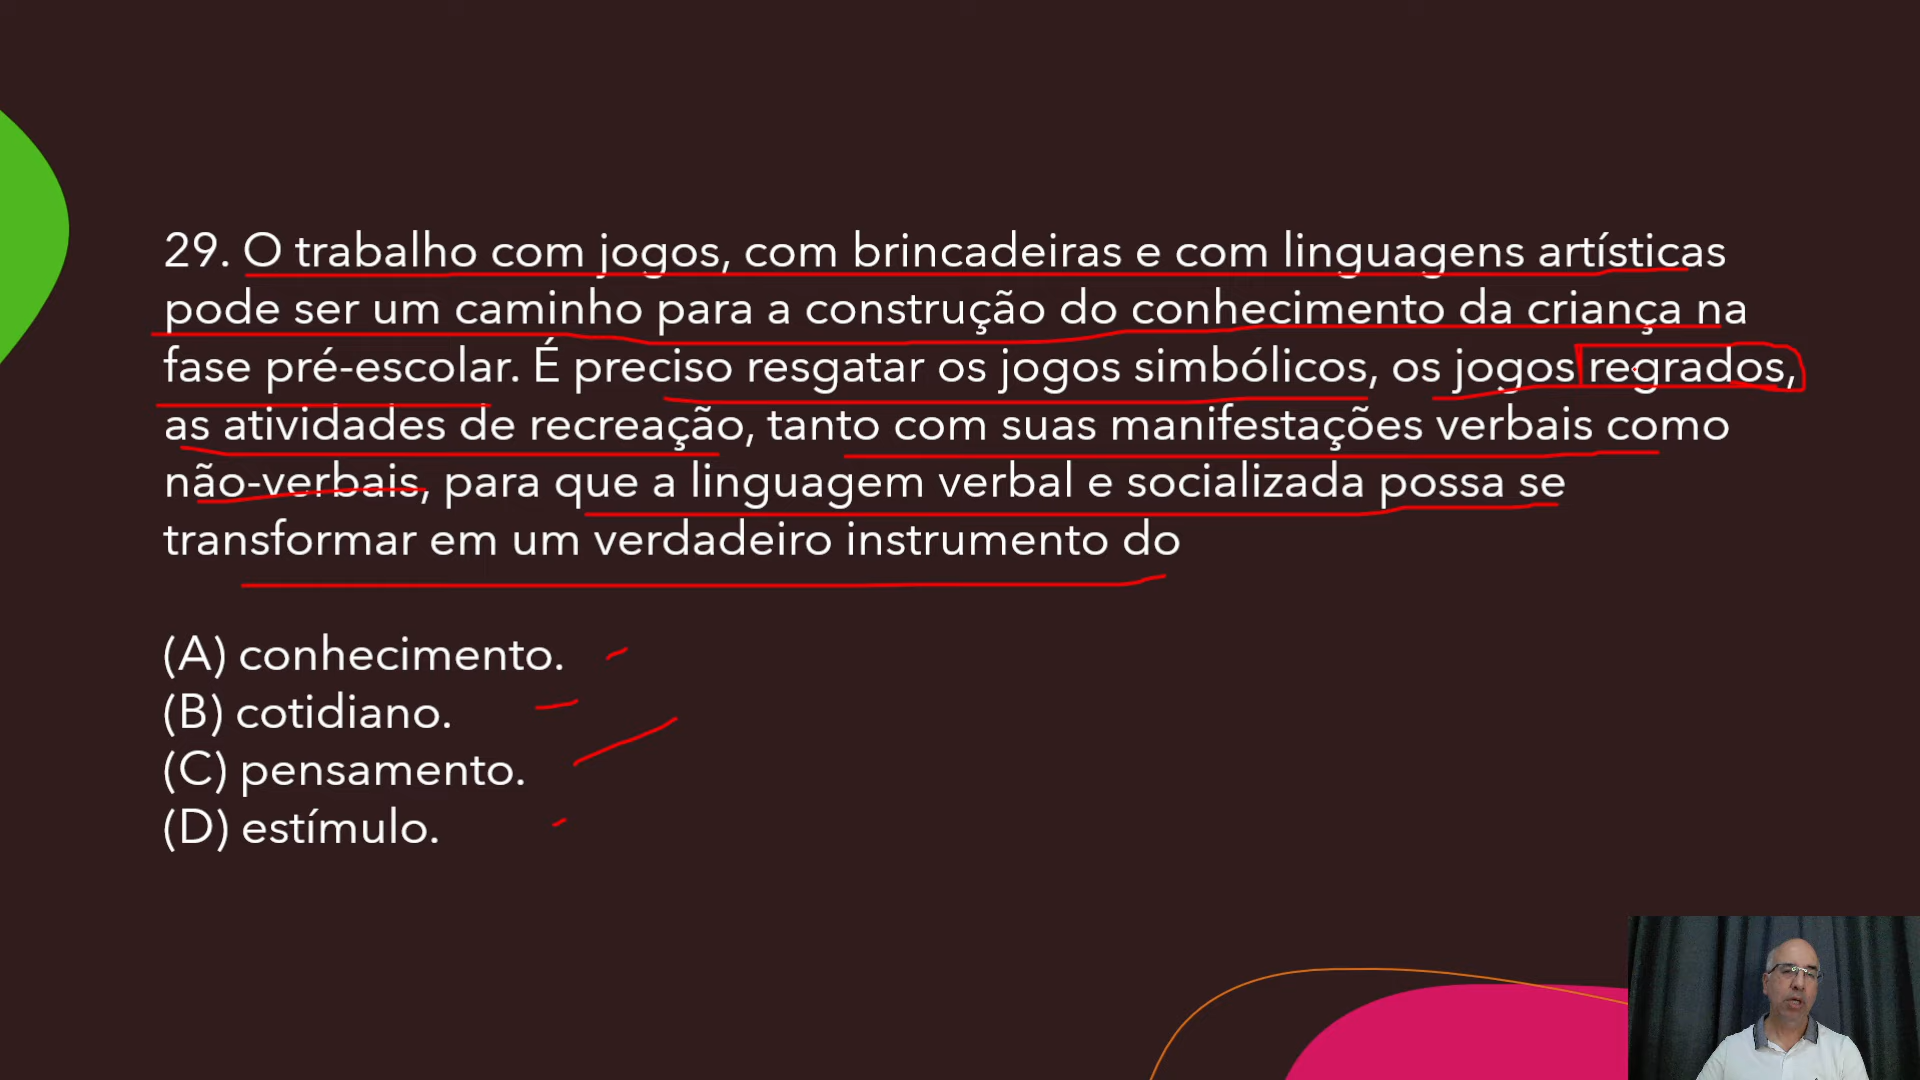 29. O trabalho com jogos, com brincadeiras e com linguagens artísticas
pode ser um caminho para a construção do conhecimento da criança na
fase pré-escolar. É preciso resgatar os jogos simbólicos, os jogos regrados,
as atividades de recreação, tanto com suas manifestações verbais como
não-verbais, para que a linguagem verbal e socializada possa se
transformar em um verdadeiro instrumento do
(A) conhecimento.
(B) cotidiano.
(C) pensamento.
(D) estímulo.